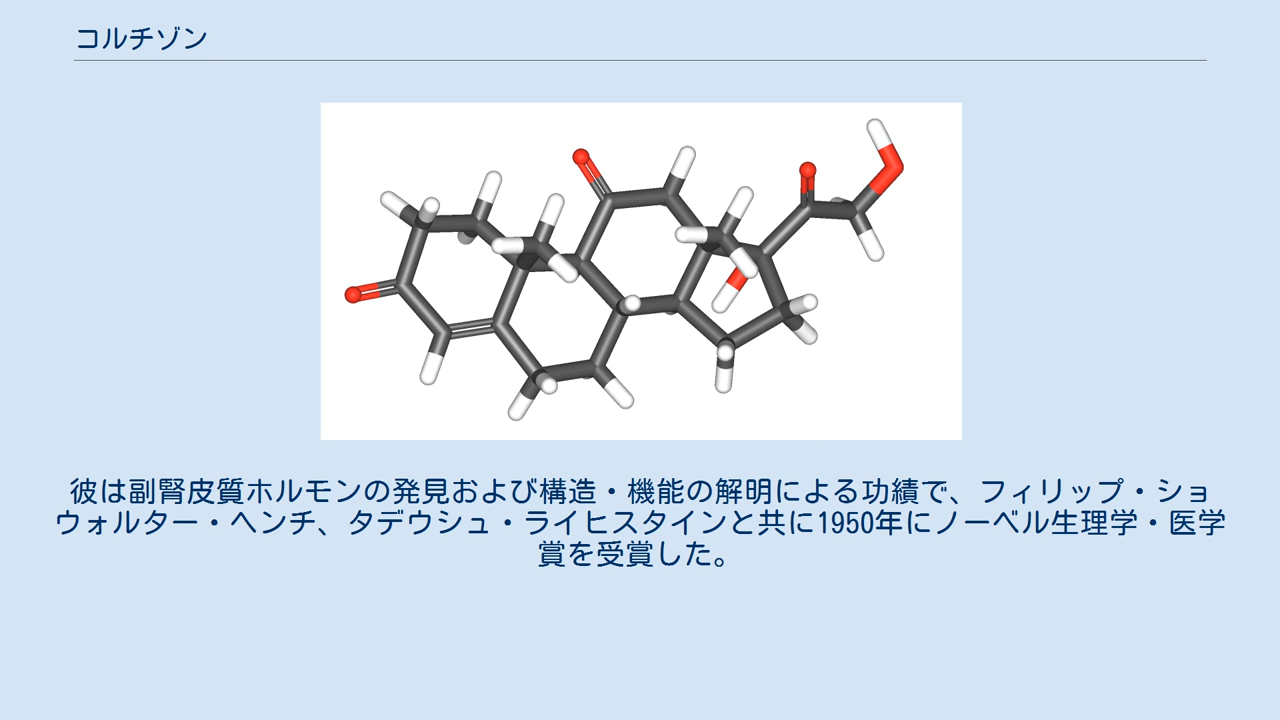 コルチゾン
彼は副腎皮質ホルモンの発見および構造・機能の解明による功績で、フィリップ・ショ
ウォルター・ヘンチ、タデウシュ・ライヒスタインと共に1950年にノーベル生理学・医学
賞を受賞した。